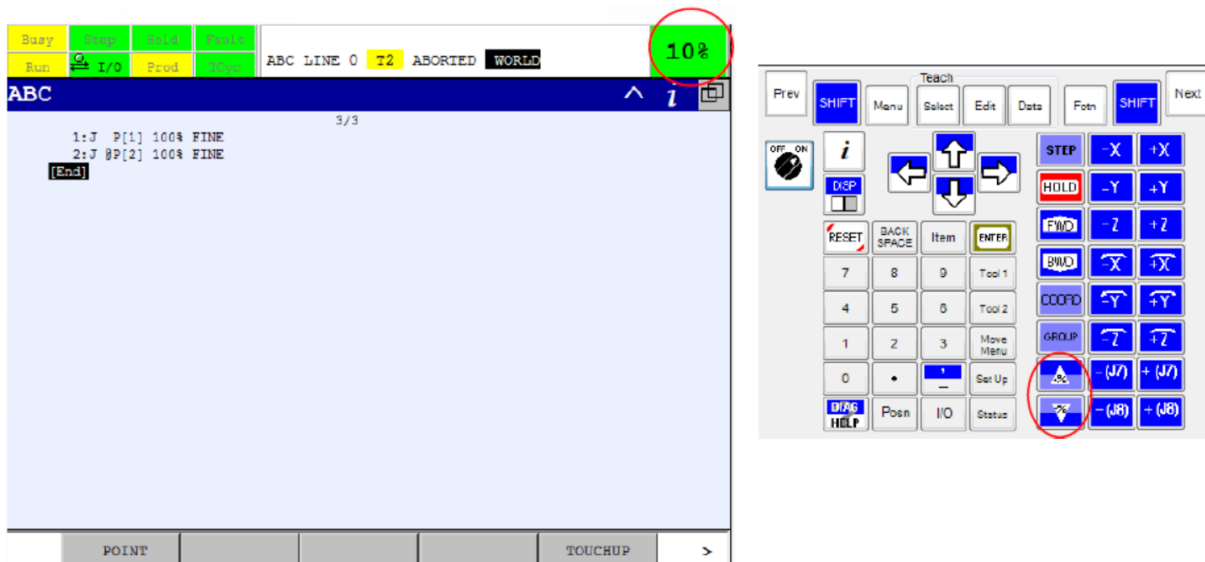 Busy Step Hold Fault
10%
Run I/O Prod TCyc
ABC LINE 0 T2 ABORTED WORLD
ABC
i
3/3
1:J P[1] 100% FINE
2:J @P[2] 100% FINE
[End]
POINT TOUCHUP >
Teach
Prev SHIFT Menu Select Edit Data Fctn SHIFT Next
OFF ON i STEP -X +X
DISP HOLD -Y +Y
RESET BACK SPACE Item ENTER FWD -Z +Z
7 8 9 Tool 1 BWD -X +X
4 5 6 Tool 2 COORD -Y +Y
1 2 3 Move Menu GROUP -Z +Z
0 . , _ Set Up % -(J7) +(J7)
DIAG HELP Posn I/O Status -% -(J8) +(J8)